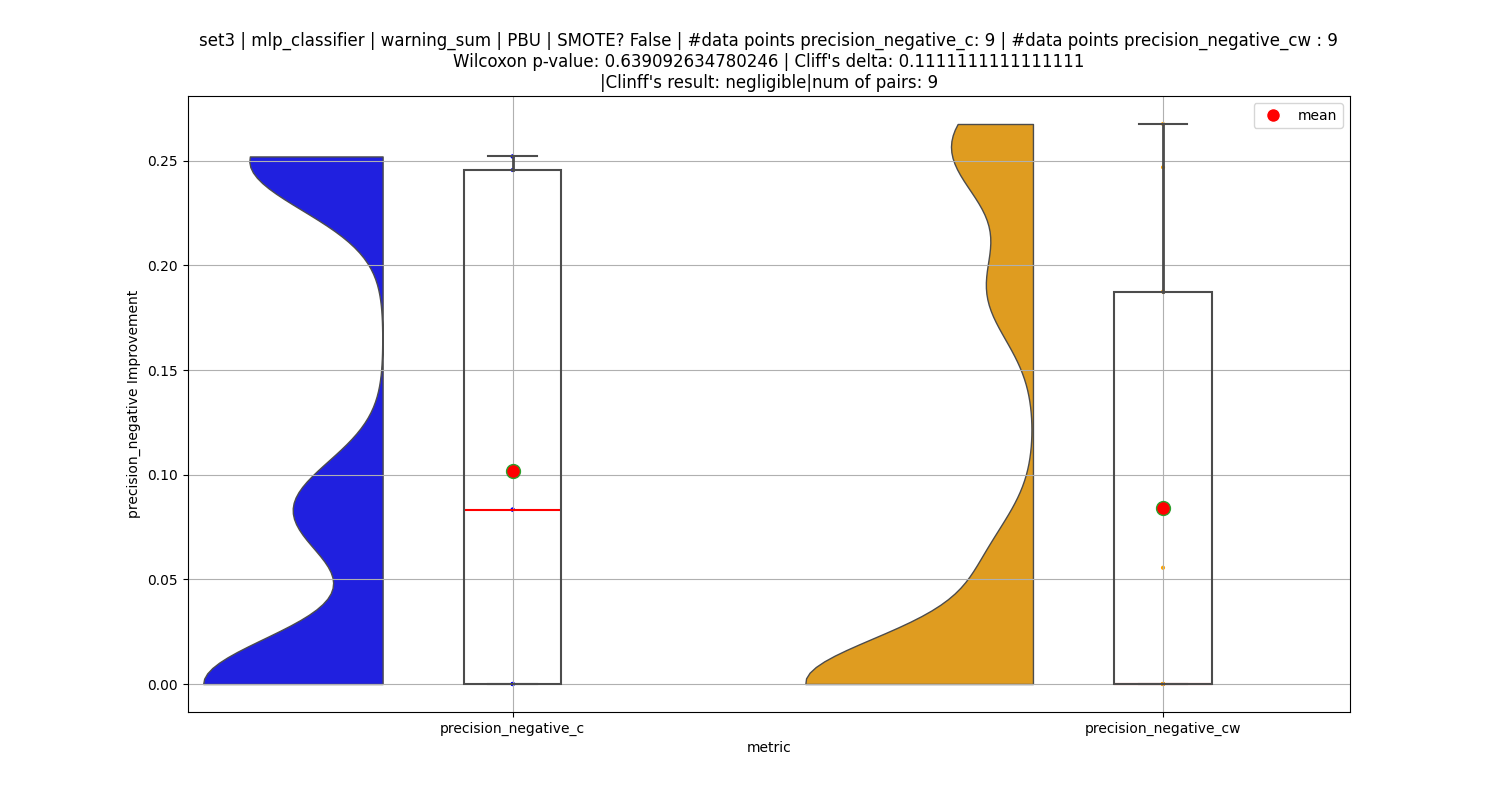 set3 | mlp_classifier | warning_sum | PBU | SMOTE? False | #data points precision_negative_c: 9 | #data points precision_negative_cw : 9
Wilcoxon p-value: 0.639092634780246 | Cliff's delta: 0.1111111111111111
|Clinff's result: negligible|num of pairs: 9
mean
0.25
0.20
0.15
0.10
0.05
0.00
precision_negative Improvement
precision_negative_c
precision_negative_cw
metric